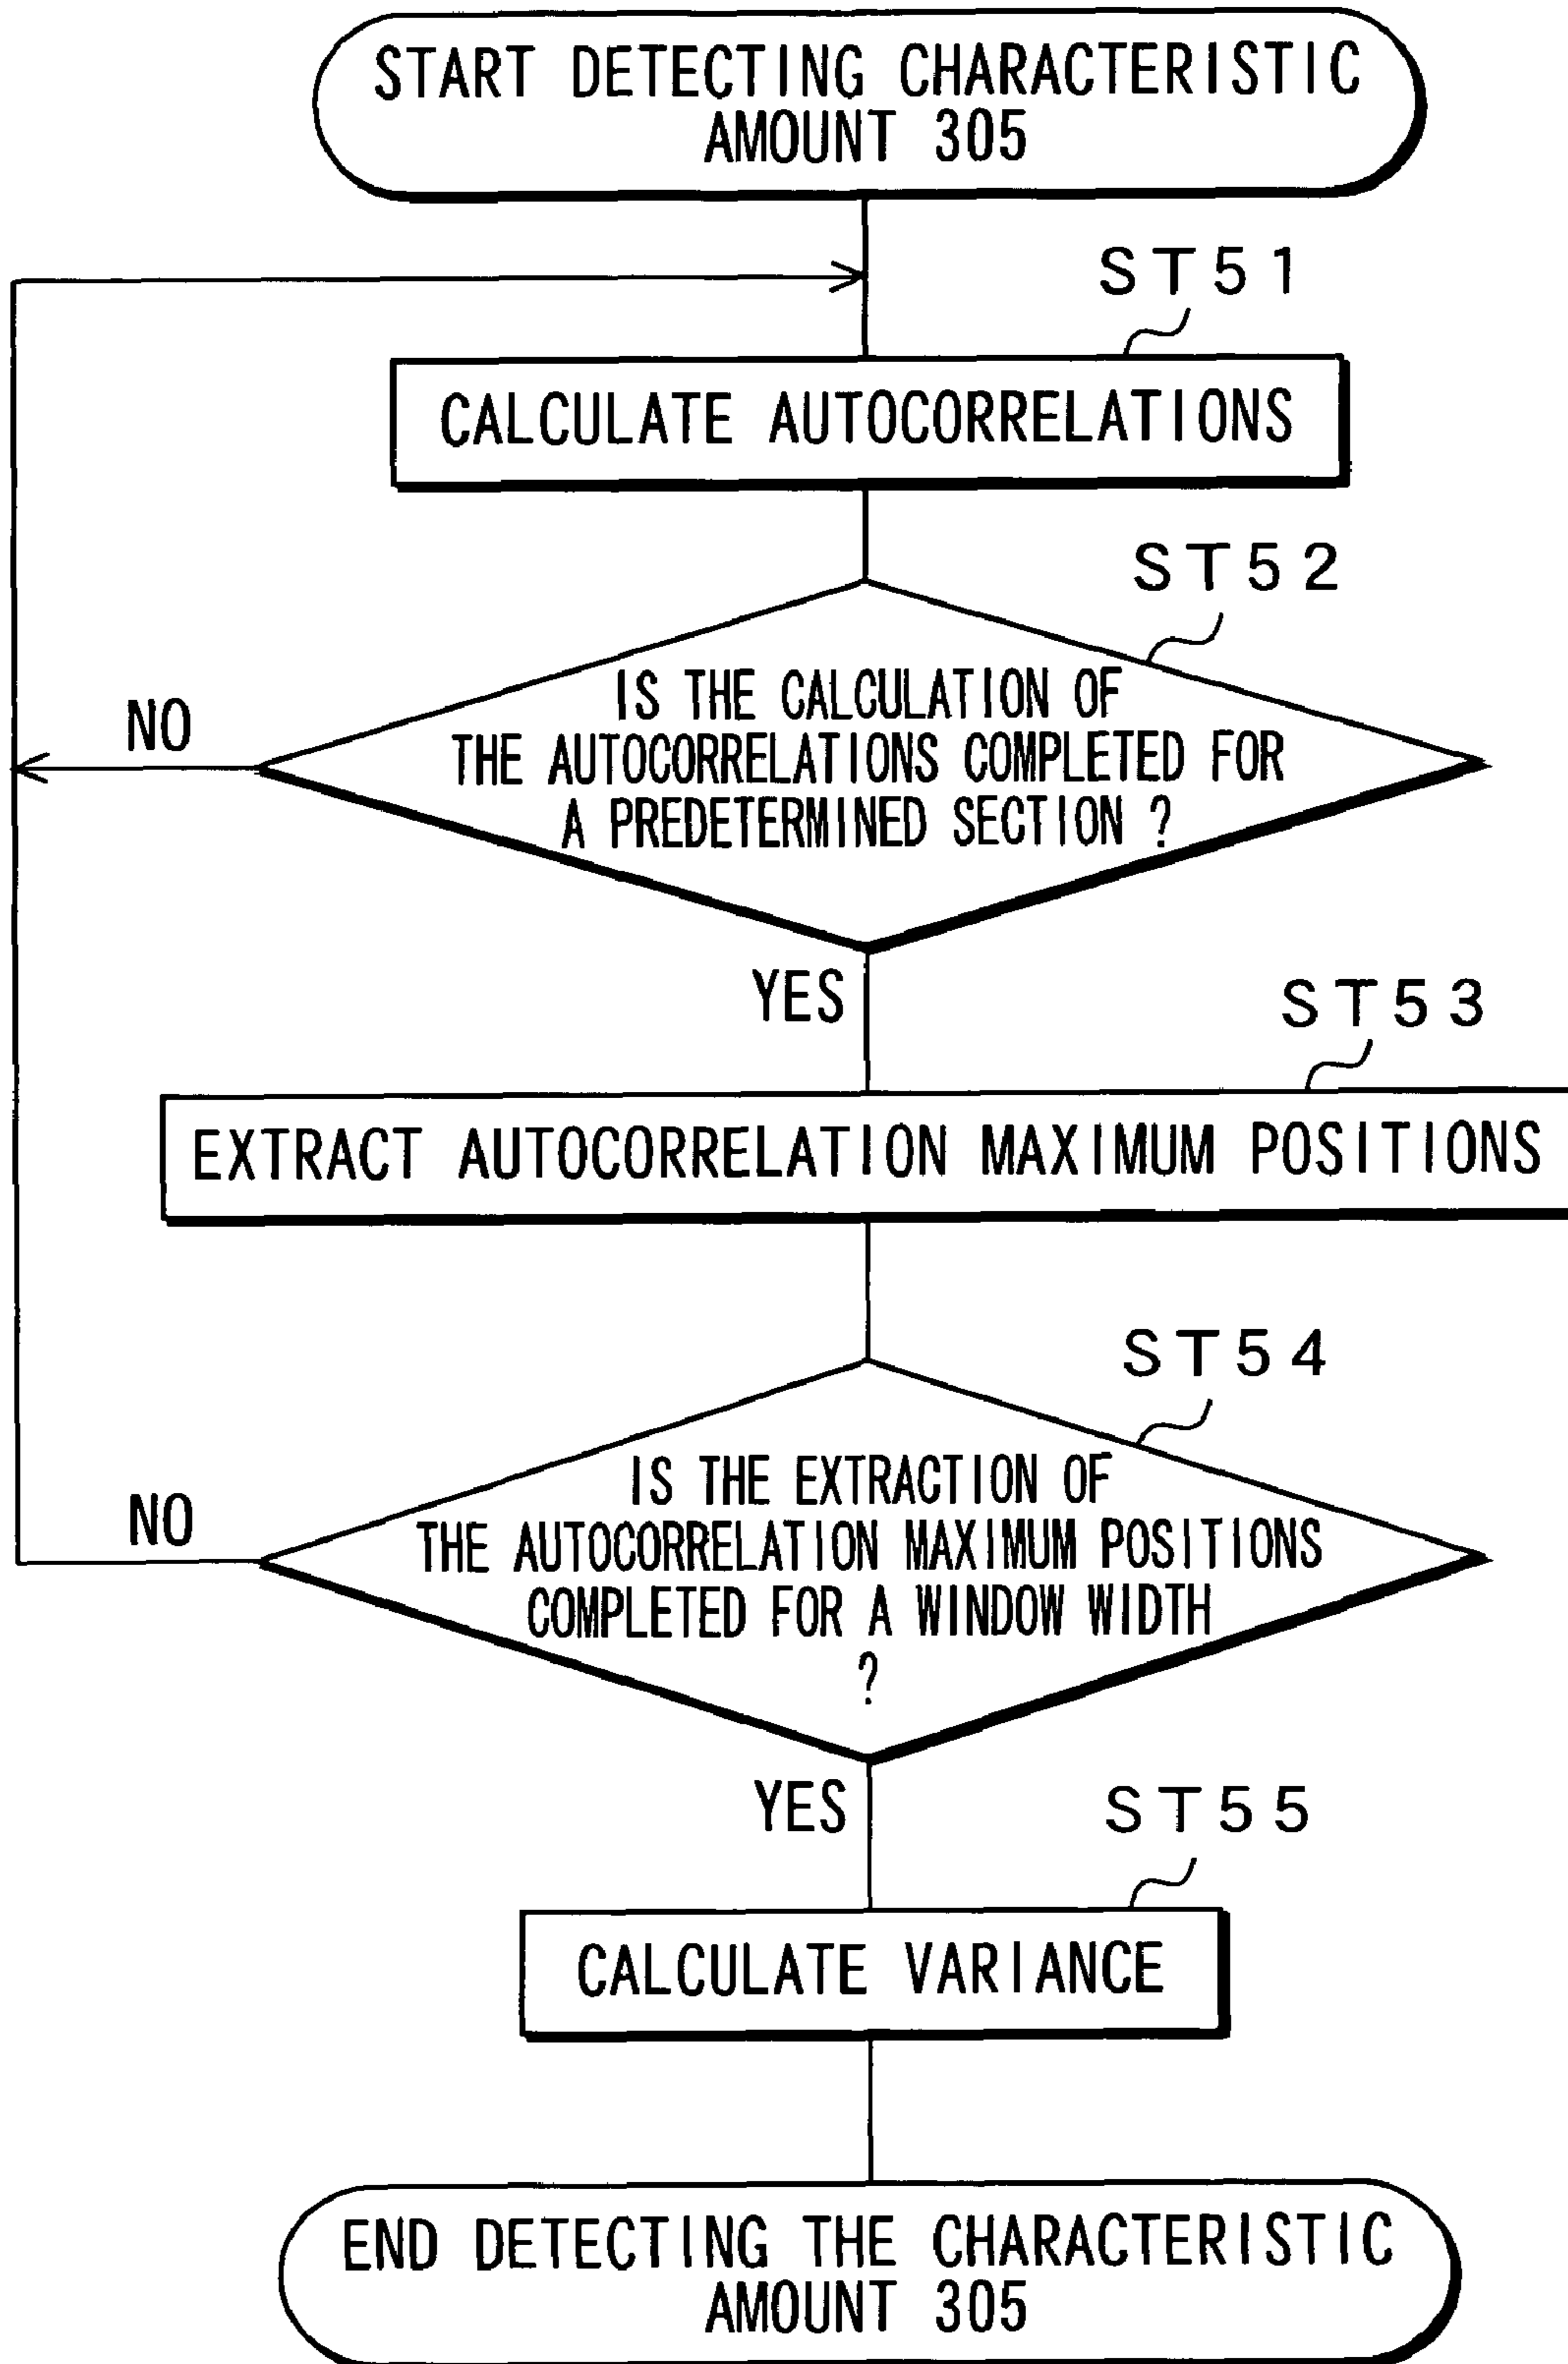 START DETECTING CHARACTERISTIC
AMOUNT 305
ST51
CALCULATE AUTOCORRELATIONS
ST52
IS THE CALCULATION OF
THE AUTOCORRELATIONS COMPLETED FOR
A PREDETERMINED SECTION ?
NO
YES
ST53
EXTRACT AUTOCORRELATION MAXIMUM POSITIONS
ST54
IS THE EXTRACTION OF
THE AUTOCORRELATION MAXIMUM POSITIONS
COMPLETED FOR A WINDOW WIDTH
?
NO
YES
ST55
CALCULATE VARIANCE
END DETECTING THE CHARACTERISTIC
AMOUNT 305